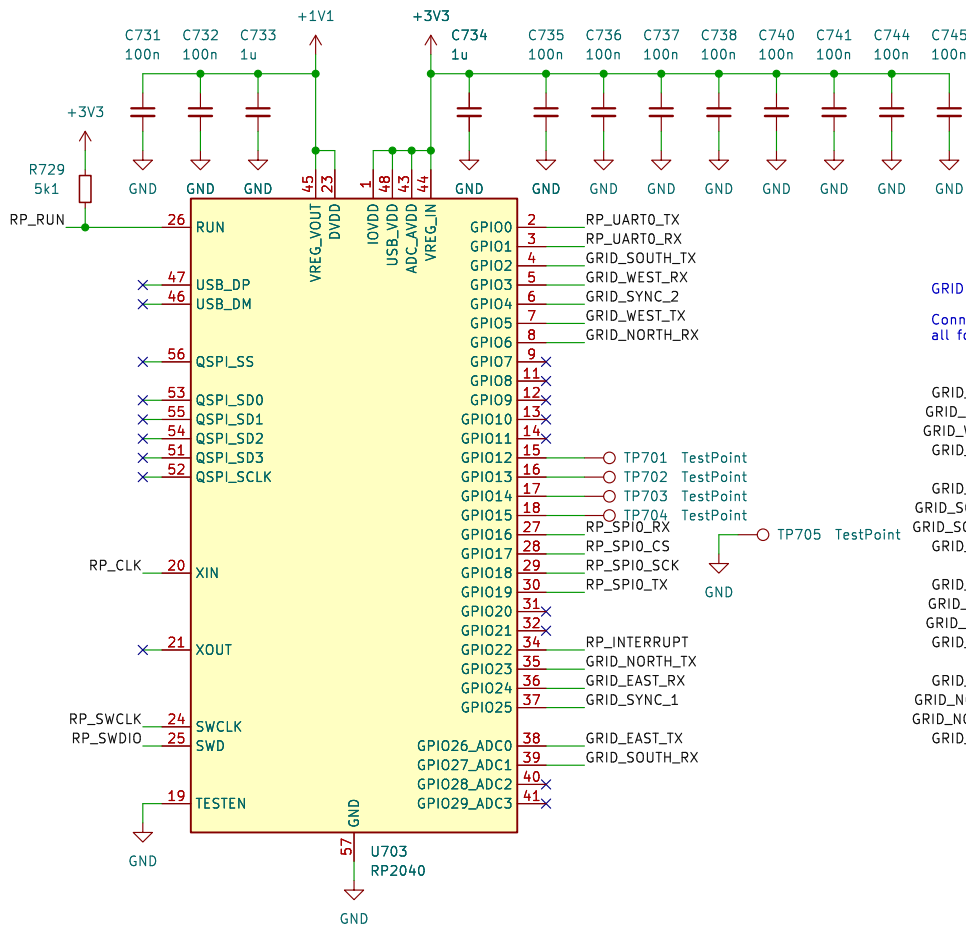 +1V1
+3V3
C731 C732 C733 C734 C735 C736 C737 C738 C740 C741 C744 C745
100n 100n 1u 1u 100n 100n 100n 100n 100n 100n 100n 100n
+3V3
R729
5k1
GND GND GND GND GND GND GND GND GND GND GND GND
45 23 1 48 43 44
VREG_VOUT DVDD IOVDD USB_VDD ADC_AVDD VREG_IN
RP_RUN 26 RUN
47 USB_DP
46 USB_DM
56 QSPI_SS
53 QSPI_SD0
55 QSPI_SD1
54 QSPI_SD2
51 QSPI_SD3
52 QSPI_SCLK
RP_CLK 20 XIN
21 XOUT
RP_SWCLK 24 SWCLK
RP_SWDIO 25 SWD
19 TESTEN
GND
GPIO0 2 RP_UART0_TX
GPIO1 3 RP_UART0_RX
GPIO2 4 GRID_SOUTH_TX
GPIO3 5 GRID_WEST_RX
GPIO4 6 GRID_SYNC_2
GPIO5 7 GRID_WEST_TX
GPIO6 8 GRID_NORTH_RX
GPIO7 9
GPIO8 11
GPIO9 12
GPIO10 13
GPIO11 14
GPIO12 15 TP701 TestPoint
GPIO13 16 TP702 TestPoint
GPIO14 17 TP703 TestPoint
GPIO15 18 TP704 TestPoint
GPIO16 27 RP_SPI0_RX
GPIO17 28 RP_SPI0_CS
GPIO18 29 RP_SPI0_SCK
GPIO19 30 RP_SPI0_TX
GPIO20 31
GPIO21 32
GPIO22 34 RP_INTERRUPT
GPIO23 35 GRID_NORTH_TX
GPIO24 36 GRID_EAST_RX
GPIO25 37 GRID_SYNC_1
GPIO26_ADC0 38 GRID_EAST_TX
GPIO27_ADC1 39 GRID_SOUTH_RX
GPIO28_ADC2 40
GPIO29_ADC3 41
TP705 TestPoint
GND
GND
57
U703
RP2040
GND
GRID